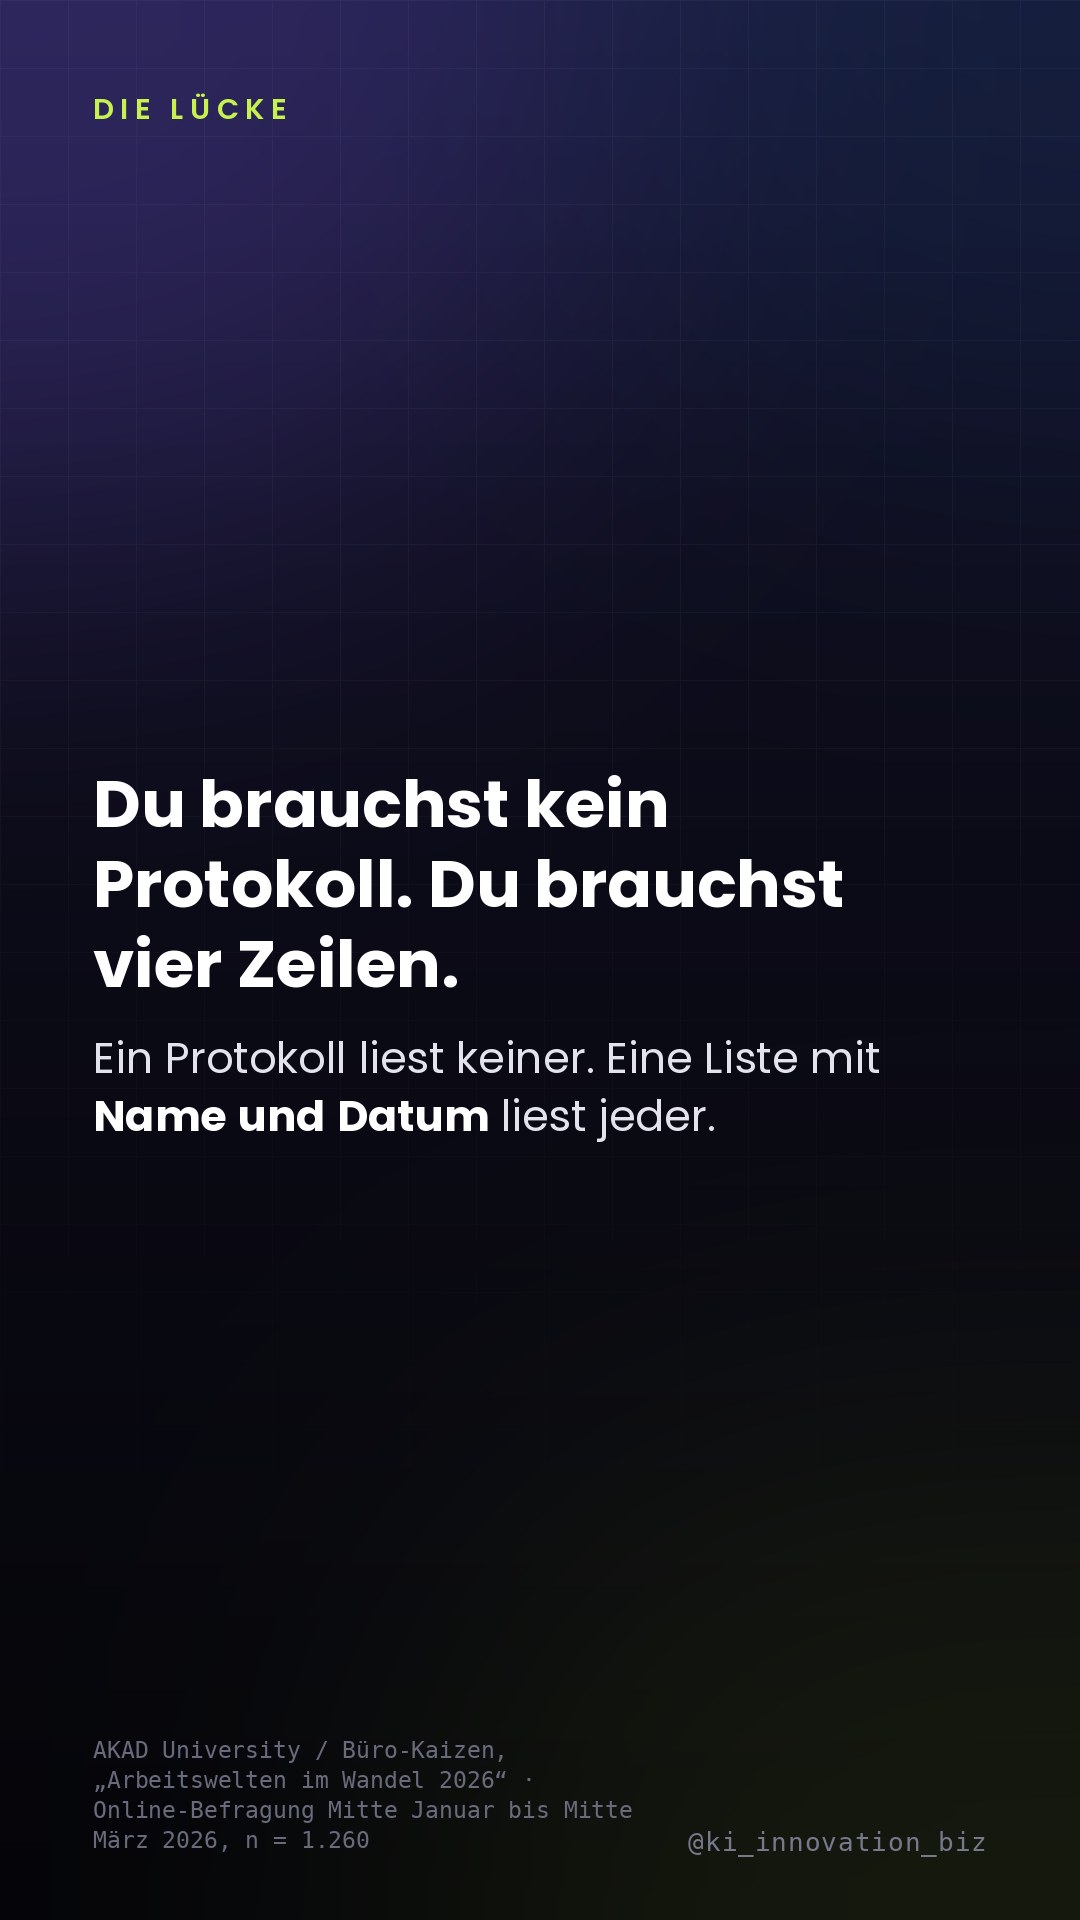 DIE LÜCKE
Du brauchst kein
Protokoll. Du brauchst
vier Zeilen.
Ein Protokoll liest keiner. Eine Liste mit
Name und Datum liest jeder.
AKAD University / Büro-Kaizen,
„Arbeitswelten im Wandel 2026“ ·
Online-Befragung Mitte Januar bis Mitte
März 2026, n = 1.260
@ki_innovation_biz